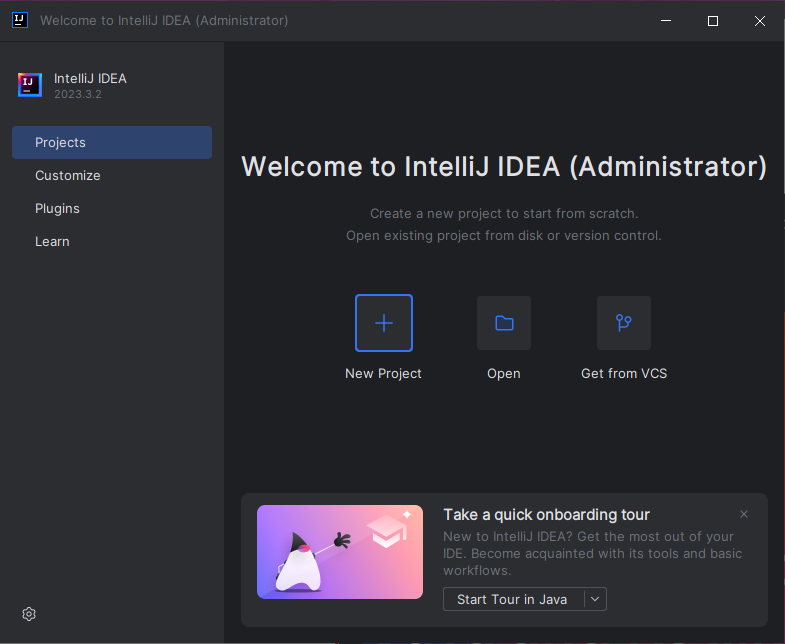 Welcome to IntelliJ IDEA (Administrator)
IJ
IntelliJ IDEA
2023.3.2
Projects
Customize
Plugins
Learn
Welcome to IntelliJ IDEA (Administrator)
Create a new project to start from scratch.
Open existing project from disk or version control.
New Project
Open
Get from VCS
Take a quick onboarding tour
New to IntelliJ IDEA? Get the most out of your
IDE. Become acquainted with its tools and basic
workflows.
Start Tour in Java